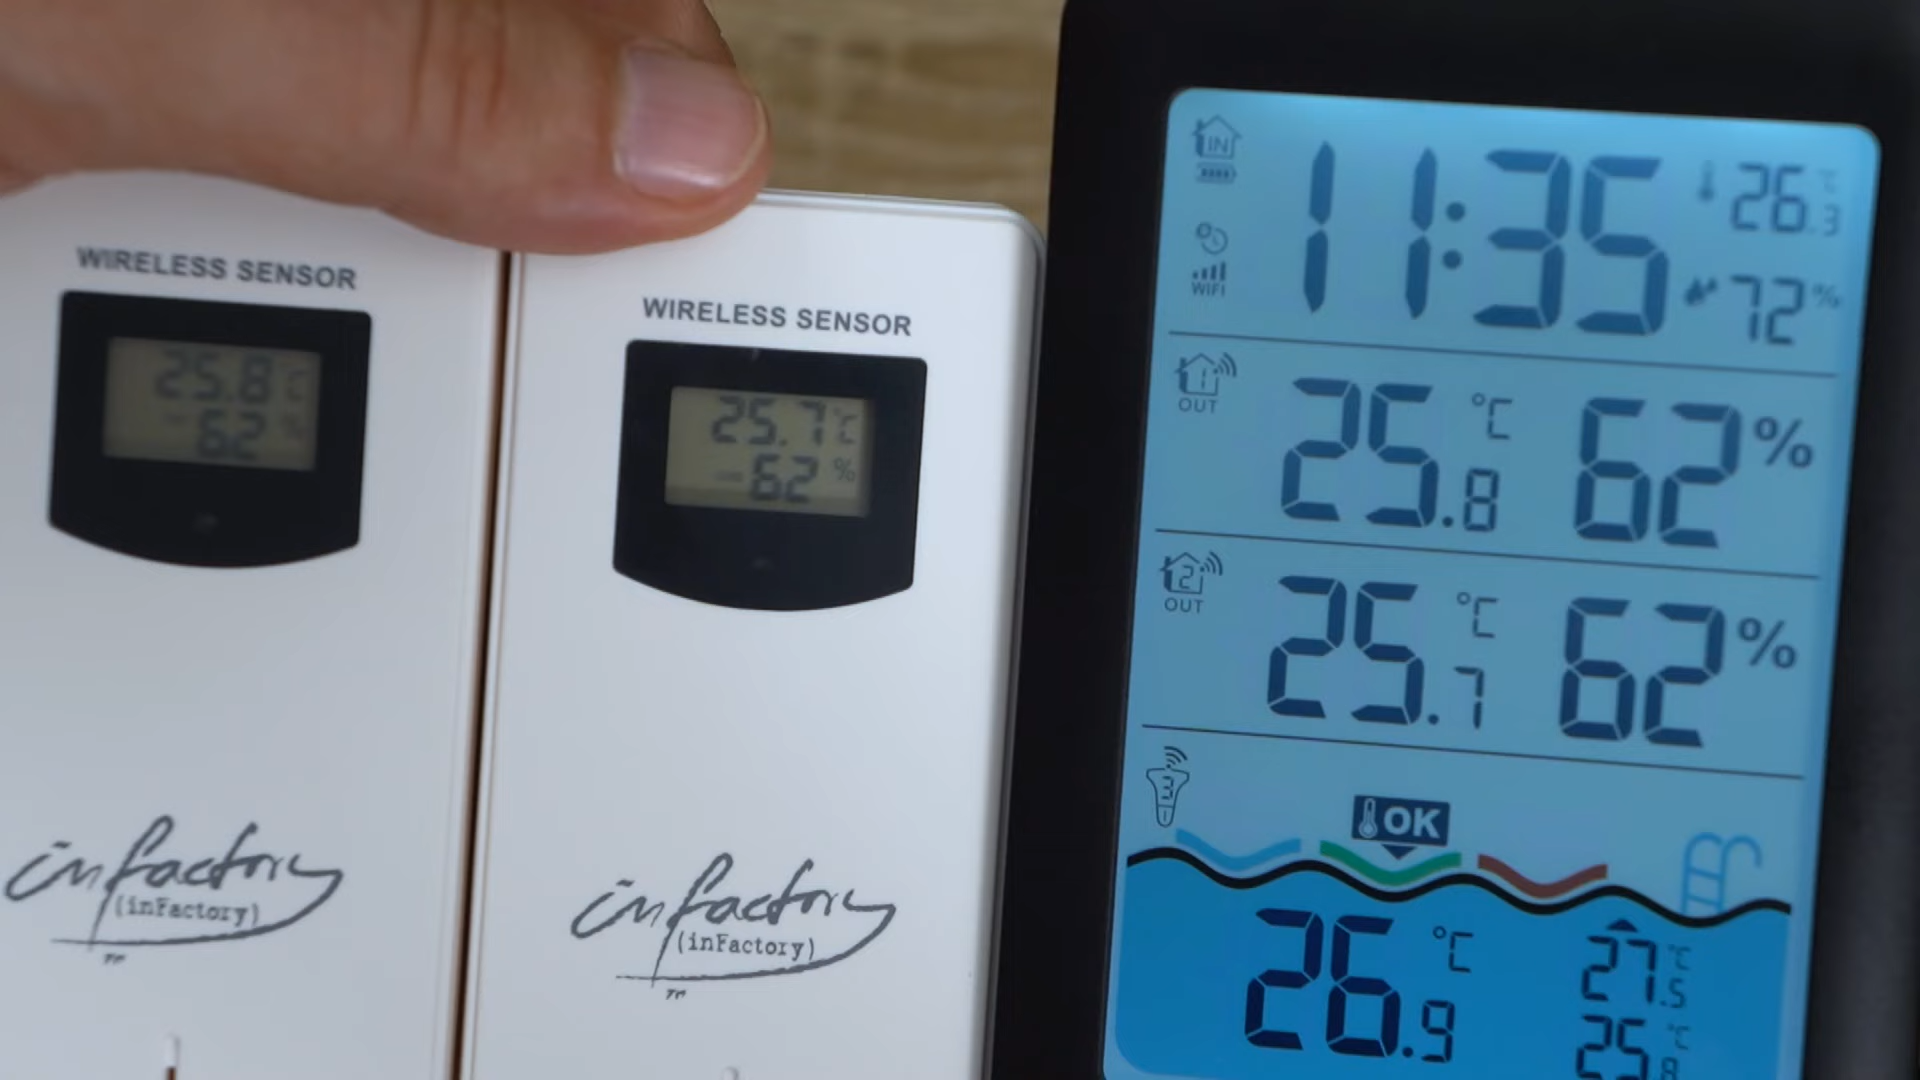 WIRELESS SENSOR
25.8 °C
62 %
infactory
(inFactory)
TM
WIRELESS SENSOR
25.7 °C
62 %
infactory
(inFactory)
TM
IN
11:35
26.3 °C
72%
WIFI
1
OUT
25.8 °C 62%
2
OUT
25.7 °C 62%
3
OK
26.9 °C
27.5 °C
25.8 °C